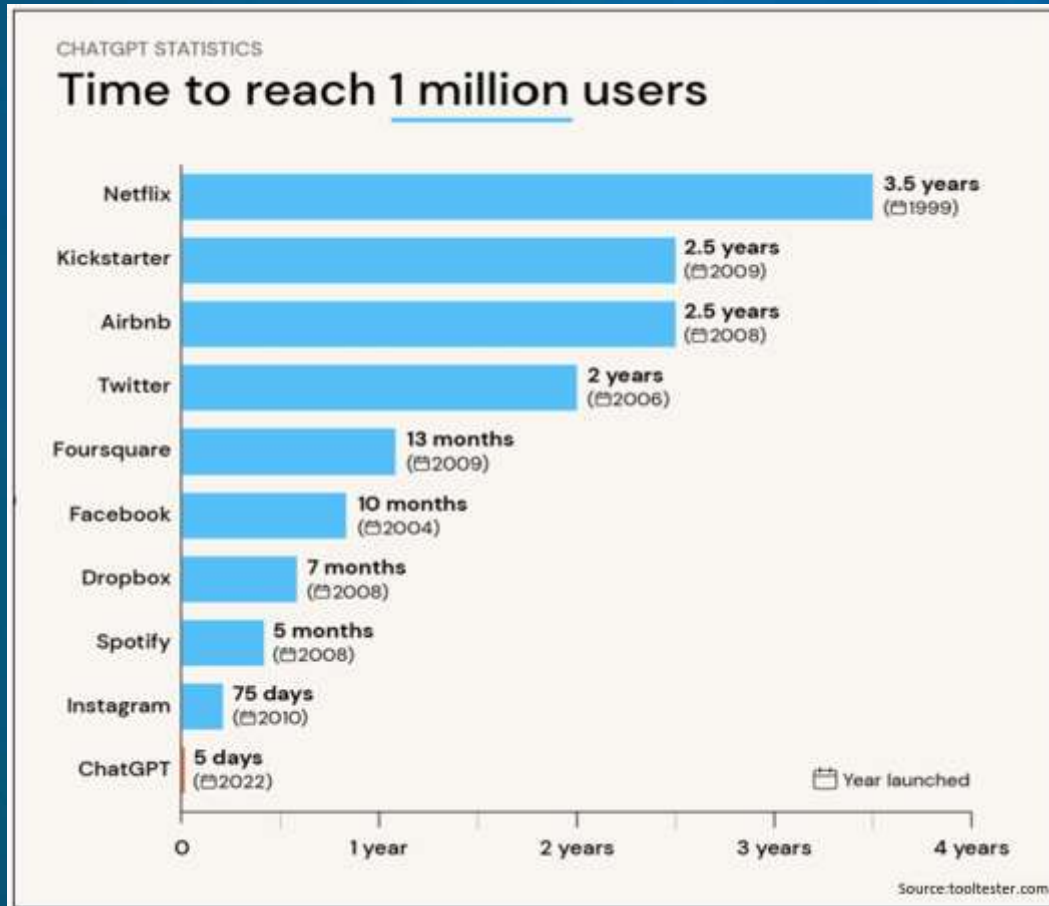 CHATGPT STATISTICS
Time to reach 1 million users
Netflix
3.5 years
(1999)
Kickstarter
2.5 years
(2009)
Airbnb
2.5 years
(2008)
Twitter
2 years
(2006)
Foursquare
13 months
(2009)
Facebook
10 months
(2004)
Dropbox
7 months
(2008)
Spotify
5 months
(2008)
Instagram
75 days
(2010)
ChatGPT
5 days
(2022)
Year launched
0 1 year 2 years 3 years 4 years
Source:tooltester.com